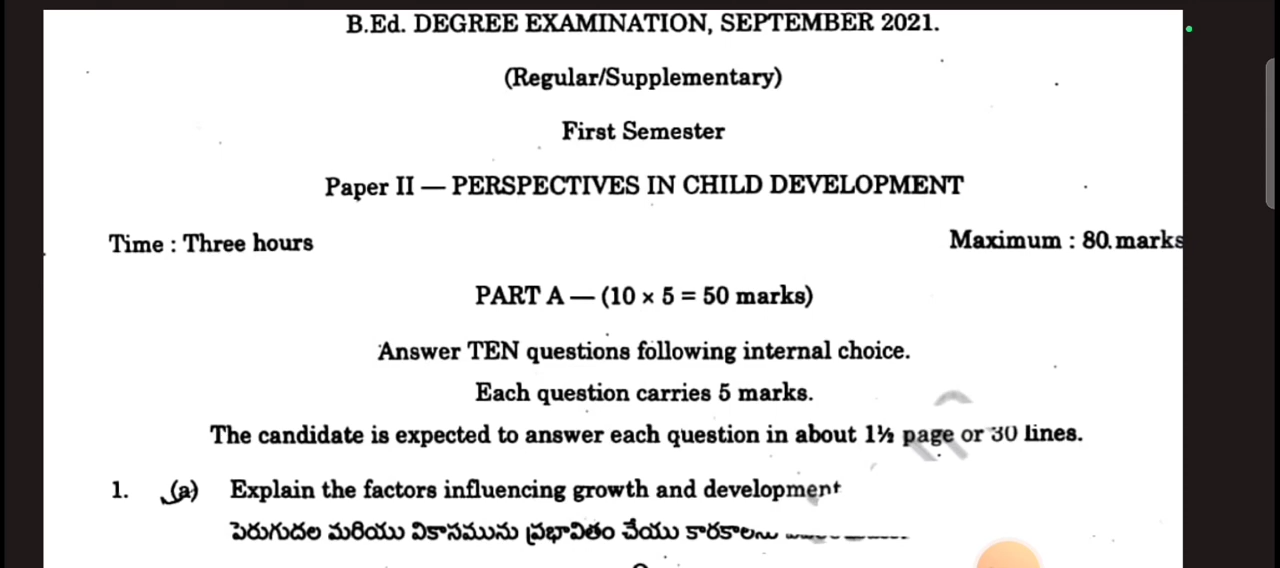 B.Ed. DEGREE EXAMINATION, SEPTEMBER 2021.
(Regular/Supplementary)
First Semester
Paper II — PERSPECTIVES IN CHILD DEVELOPMENT
Time : Three hours
Maximum : 80 marks
PART A — (10 × 5 = 50 marks)
Answer TEN questions following internal choice.
Each question carries 5 marks.
The candidate is expected to answer each question in about 1½ page or 30 lines.
1. (a) Explain the factors influencing growth and development
పెరుగుదల మరియు వికాసమును ప్రభావితం చేయు కారకాలను